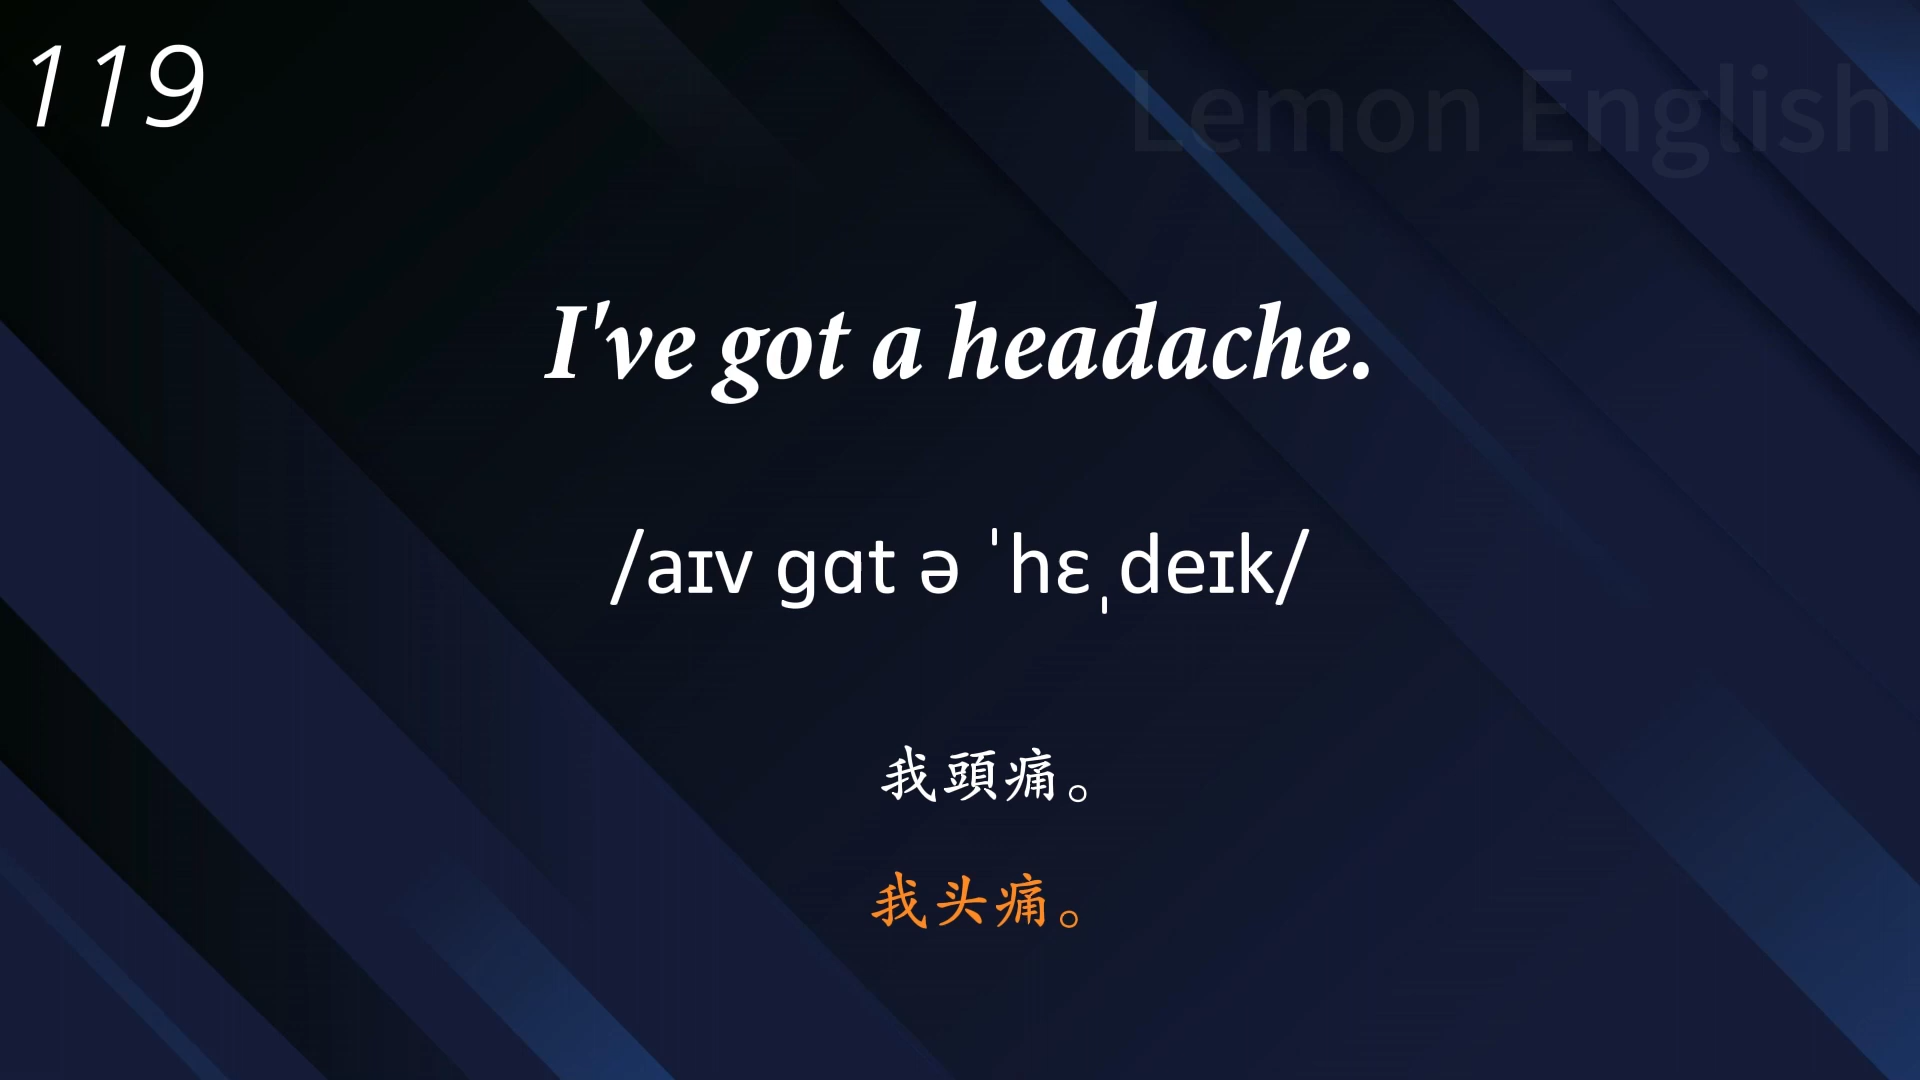 119
Lemon English
I've got a headache.
/aɪv gɑt ə ˈhɛˌdeɪk/
我頭痛。
我头痛。